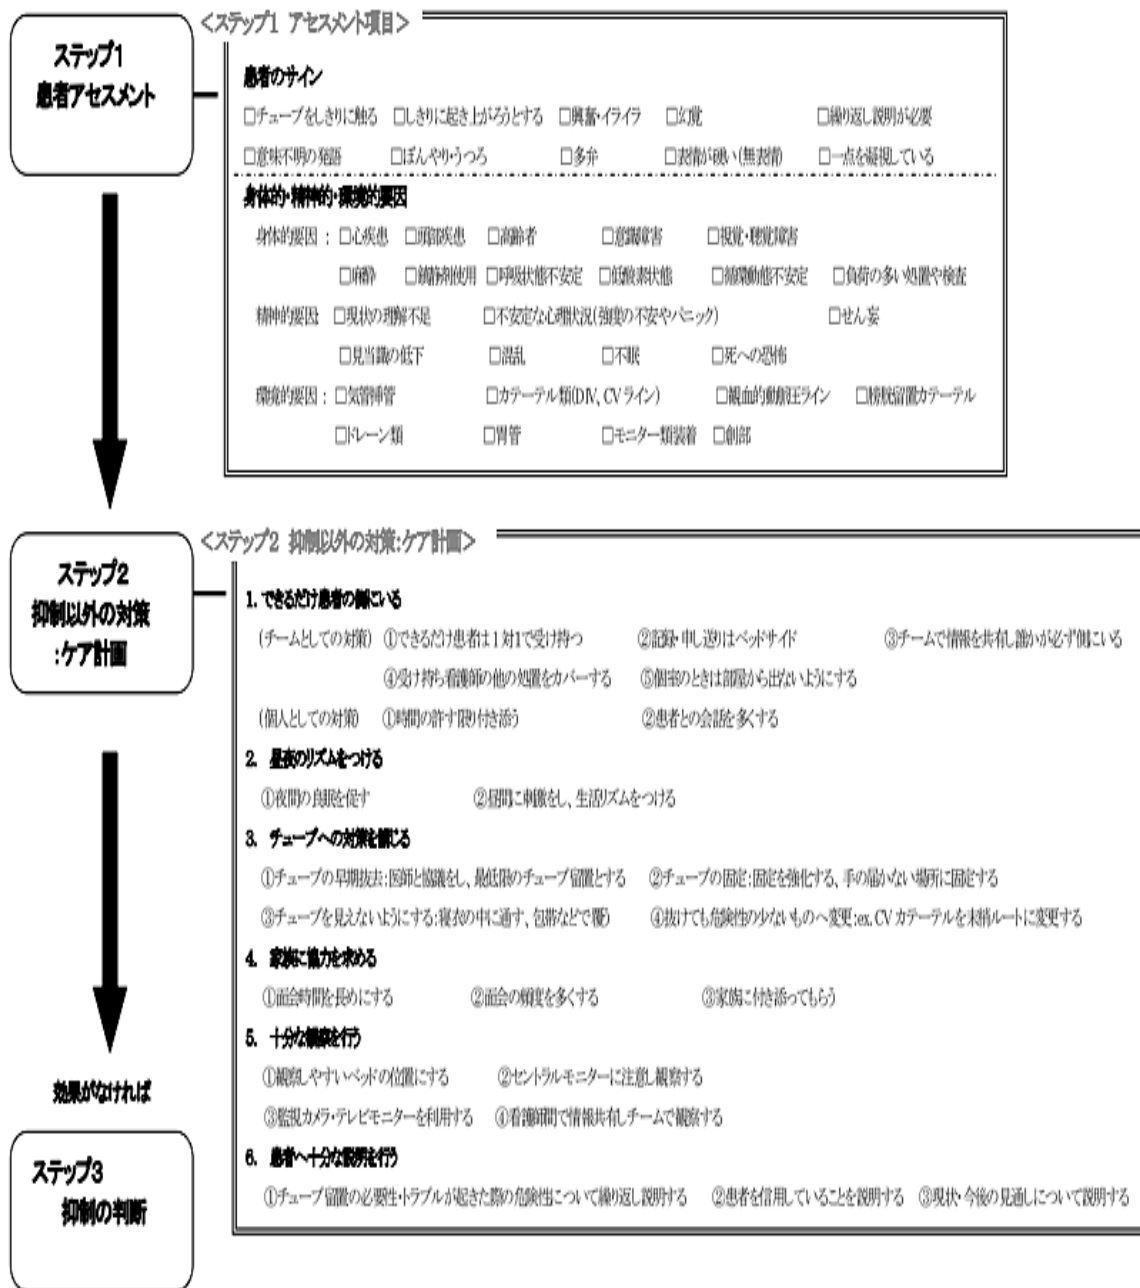 ステップ1
患者アセスメント
<ステップ1 アセスメント項目>
患者のサイン
□チューブをしきりに触る □しきりに起き上がろうとする □興奮・イライラ □幻覚 □繰り返し説明が必要
□意味不明の発語 □ぼんやり・うつろ □多弁 □表情が硬い(無表情) □一点を凝視している
身体的・精神的・環境的要因
身体的要因： □心疾患 □頭部疾患 □高齢者 □意識障害 □視覚・聴覚障害
□麻酔 □鎮静剤使用 □呼吸状態不安定 □低酸素状態 □循環動態不安定 □負荷の多い処置や検査
精神的要因: □現状の理解不足 □不安定な心理状況(強度の不安やパニック) □せん妄
□見当識の低下 □混乱 □不眠 □死への恐怖
環境的要因： □気管挿管 □カテーテル類(DIV、CVライン) □観血的動脈圧ライン □膀胱留置カテーテル
□ドレーン類 □胃管 □モニター類装着 □創部
ステップ2
抑制以外の対策
:ケア計画
<ステップ2 抑制以外の対策:ケア計画>
1. できるだけ患者の側にいる
(チームとしての対策) ①できるだけ患者は1対1で受け持つ ②記録・申し送りはベッドサイド ③チームで情報を共有し誰かが必ず側にいる
④受け持ち看護師の他の処置をカバーする ⑤個室のときは部屋から出ないようにする
(個人としての対策) ①時間の許す限り付き添う ②患者との会話を多くする
2. 昼夜のリズムをつける
①夜間の良眠を促す ②昼間に刺激をし、生活リズムをつける
3. チューブへの対策を講じる
①チューブの早期抜去:医師と協議をし、最低限のチューブ留置とする ②チューブの固定:固定を強化する、手の届かない場所に固定する
③チューブを見えないようにする:寝衣の中に通す、包帯などで覆う ④抜けても危険性の少ないものへ変更:ex. CVカテーテルを末梢ルートに変更する
4. 家族に協力を求める
①面会時間を長めにする ②面会の頻度を多くする ③家族に付き添ってもらう
5. 十分な観察を行う
①観察しやすいベッドの位置にする ②セントラルモニターに注意し観察する
③監視カメラ・テレビモニターを利用する ④看護師間で情報共有しチームで観察する
6. 患者へ十分な説明を行う
①チューブ留置の必要性・トラブルが起きた際の危険性について繰り返し説明する ②患者を信用していることを説明する ③現状・今後の見通しについて説明する
効果がなければ
ステップ3
抑制の判断